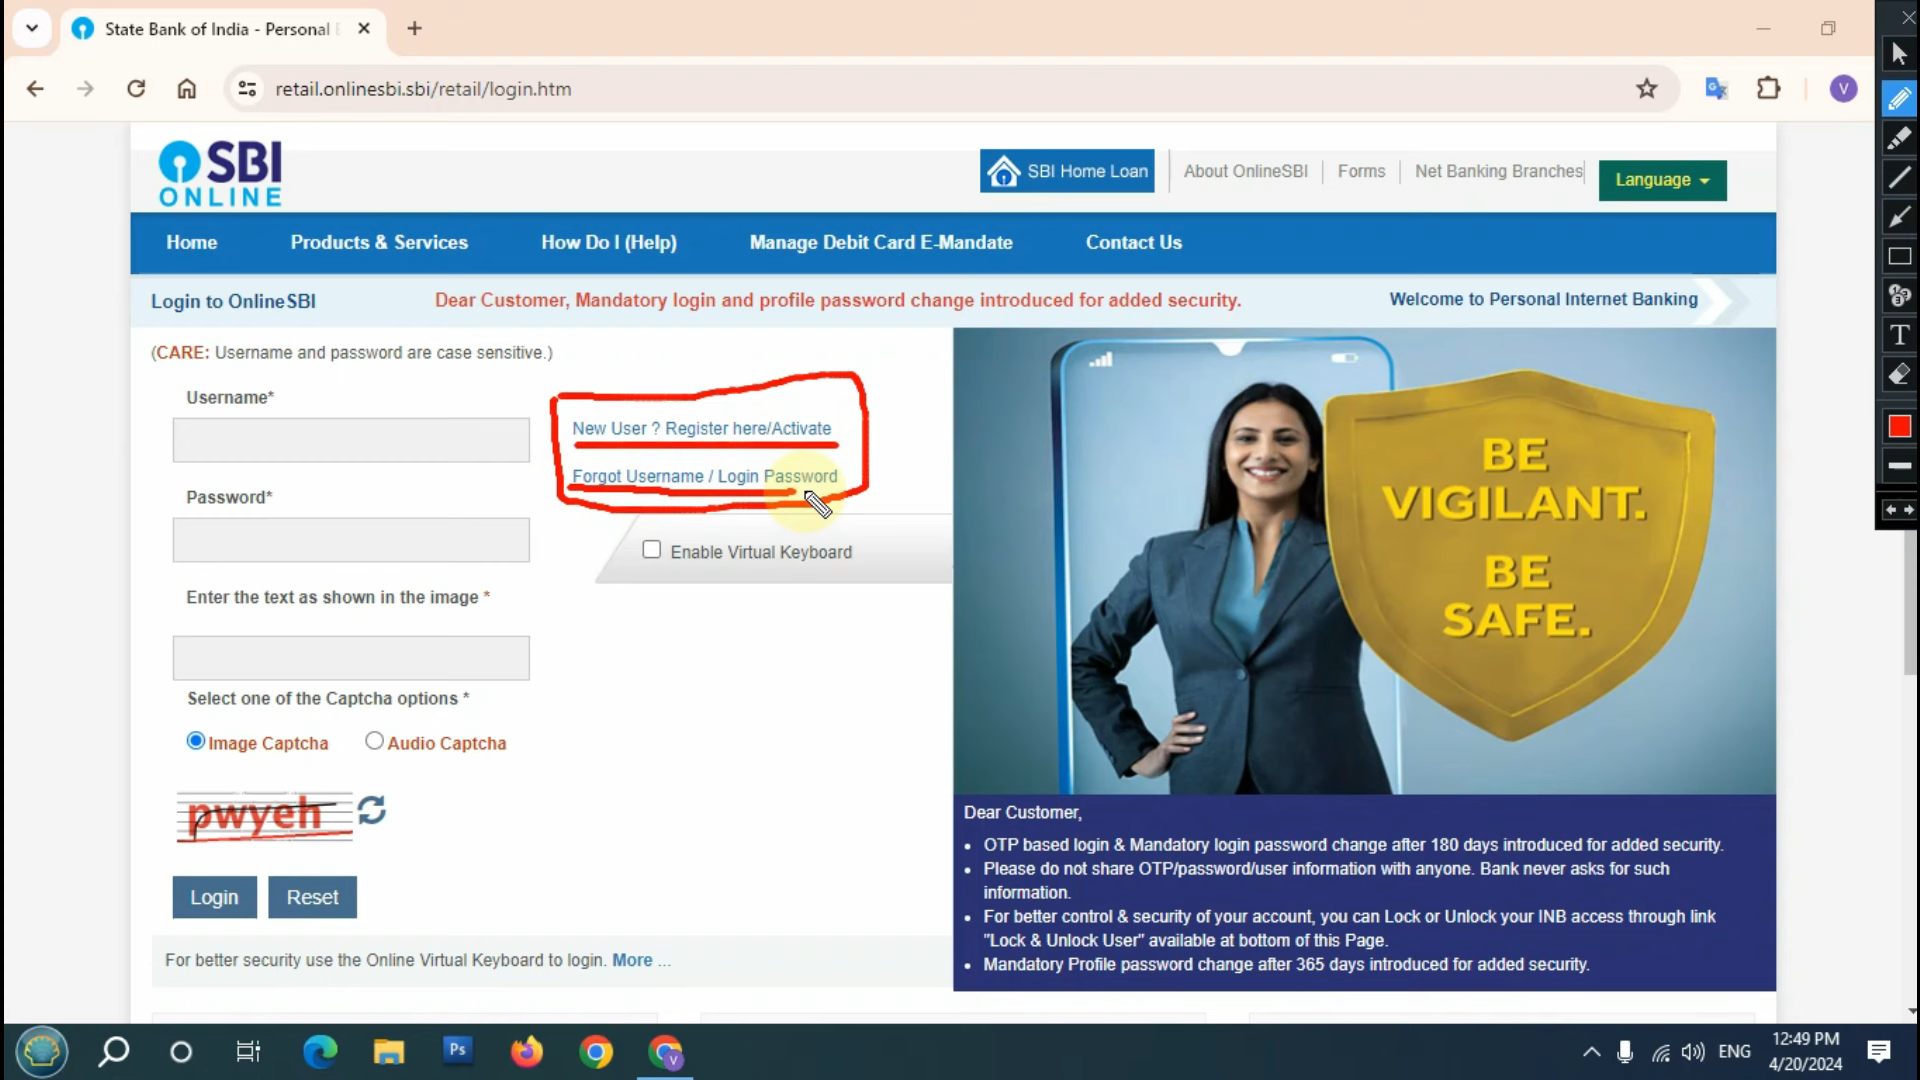 State Bank of India - Personal
retail.onlinesbi.sbi/retail/login.htm
V
SBI
ONLINE
SBI Home Loan
About OnlineSBI
Forms
Net Banking Branches
Language
Home
Products & Services
How Do I (Help)
Manage Debit Card E-Mandate
Contact Us
Login to OnlineSBI
Dear Customer, Mandatory login and profile password change introduced for added security.
Welcome to Personal Internet Banking
(CARE: Username and password are case sensitive.)
Username*
New User ? Register here/Activate
Forgot Username / Login Password
Password*
Enable Virtual Keyboard
Enter the text as shown in the image *
Select one of the Captcha options *
Image Captcha
Audio Captcha
pwyeh
Login
Reset
For better security use the Online Virtual Keyboard to login. More ...
BE
VIGILANT.
BE
SAFE.
Dear Customer,
• OTP based login & Mandatory login password change after 180 days introduced for added security.
• Please do not share OTP/password/user information with anyone. Bank never asks for such
information.
• For better control & security of your account, you can Lock or Unlock your INB access through link
"Lock & Unlock User" available at bottom of this Page.
• Mandatory Profile password change after 365 days introduced for added security.
T
Ps
V
ENG
12:49 PM
4/20/2024